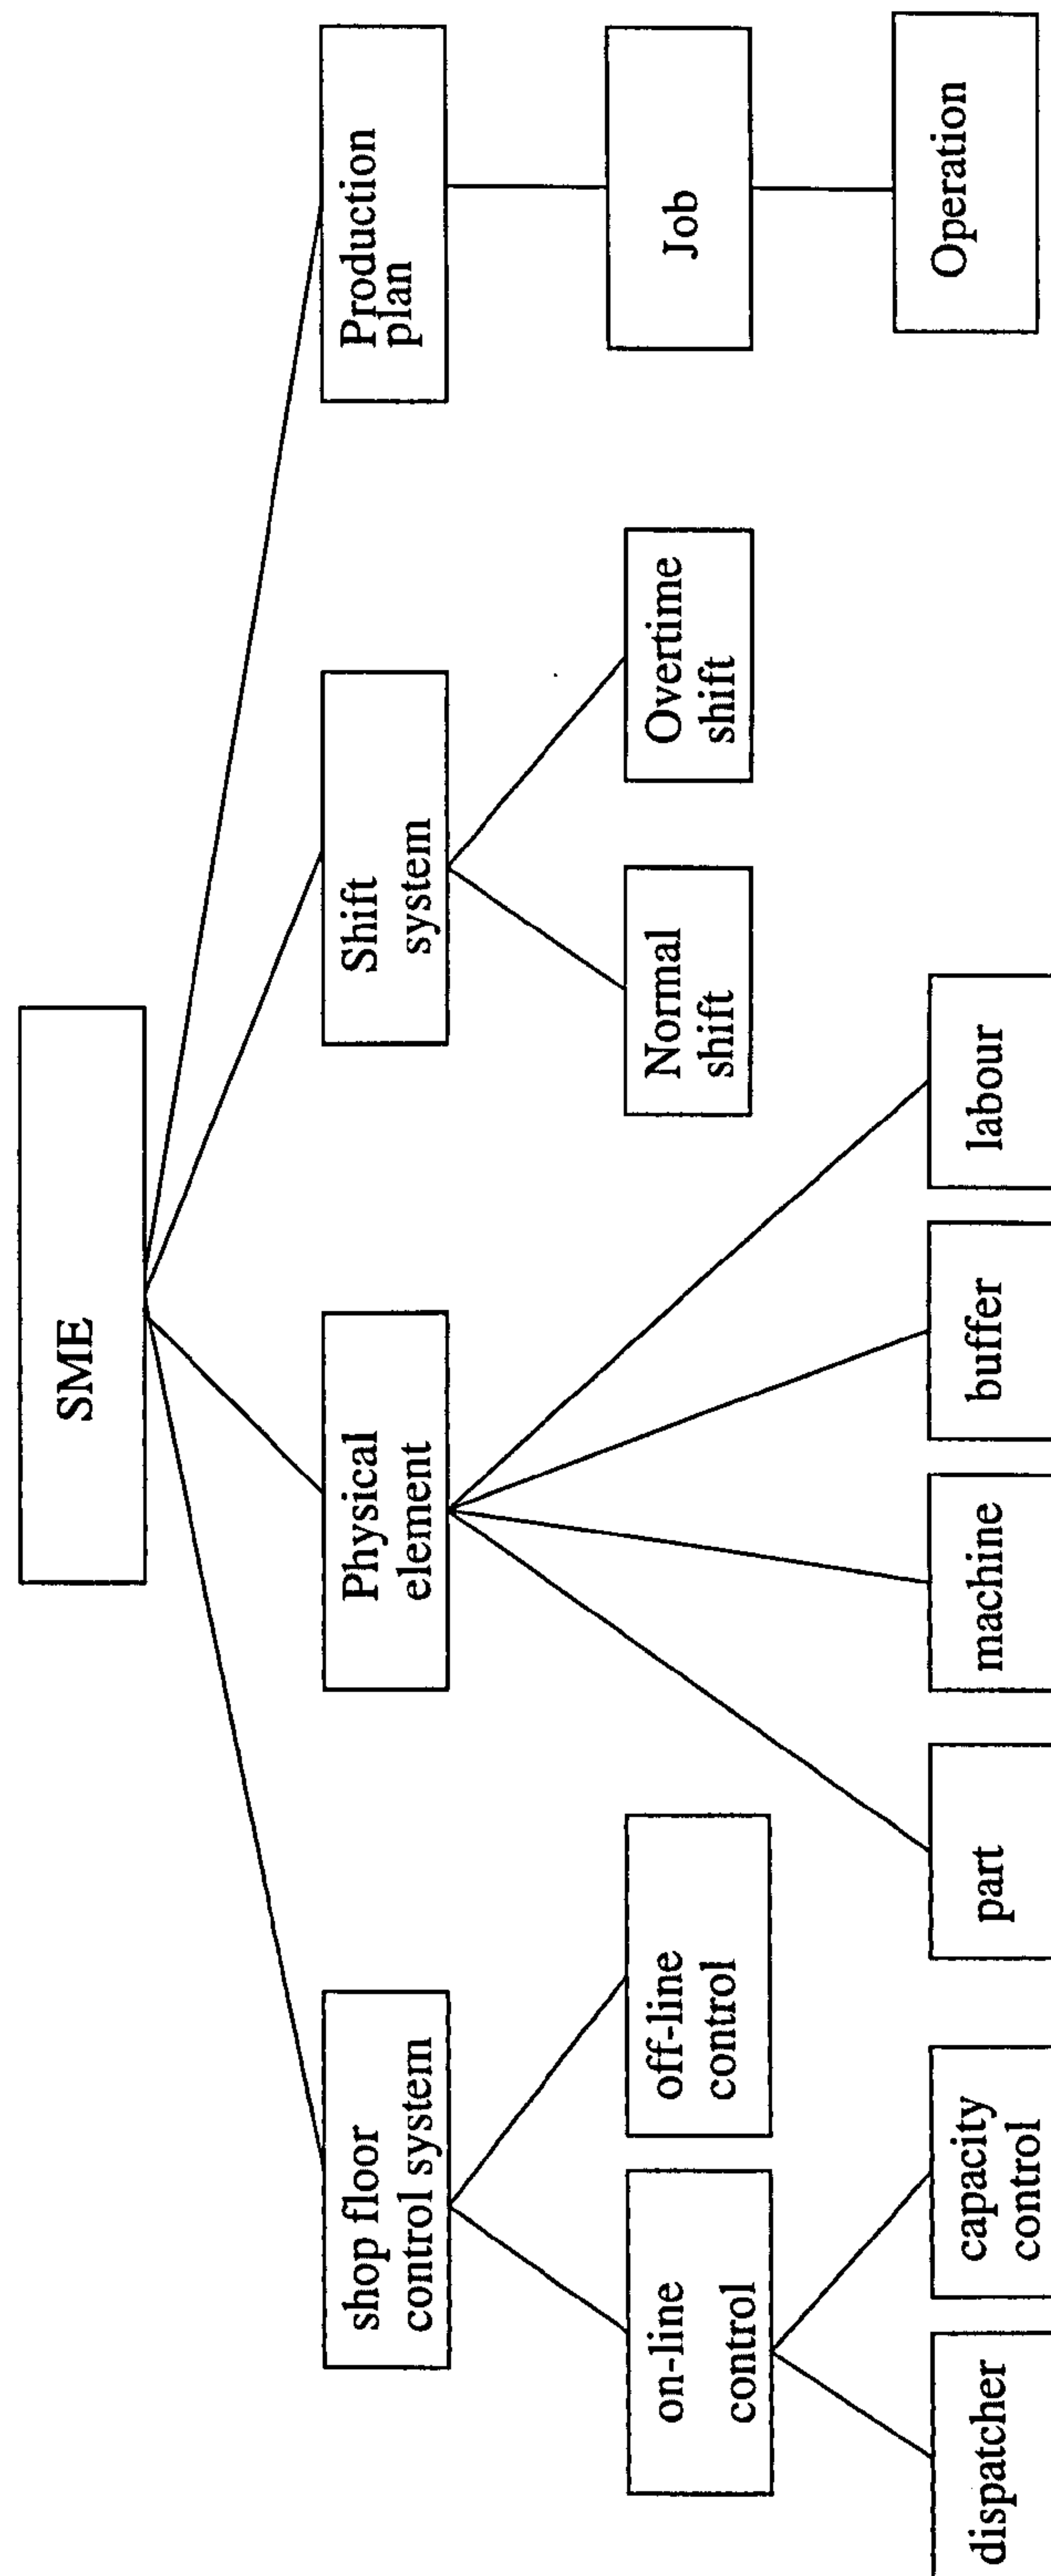 SME
shop floor
control system
Physical
element
Shift
system
Production
plan
on-line
control
off-line
control
Normal
shift
Overtime
shift
Job
dispatcher
capacity
control
part
machine
buffer
labour
Operation